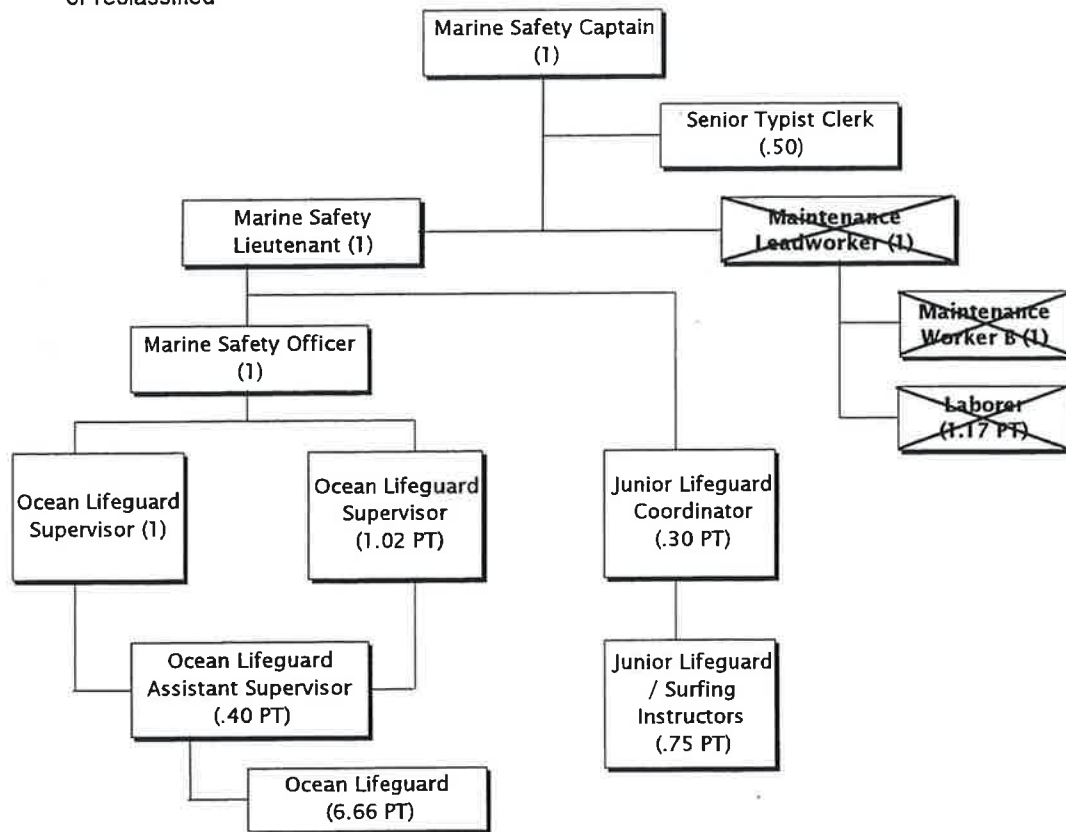 or reclassified
Marine Safety Captain
(1)
Senior Typist Clerk
(.50)
Marine Safety
Lieutenant (1)
Maintenance
Leadworker (1)
Marine Safety Officer
(1)
Maintenance
Worker B (1)
Laborer
(1.17 PT)
Ocean Lifeguard
Supervisor (1)
Ocean Lifeguard
Supervisor
(1.02 PT)
Junior Lifeguard
Coordinator
(.30 PT)
Ocean Lifeguard
Assistant Supervisor
(.40 PT)
Junior Lifeguard
/ Surfing
Instructors
(.75 PT)
Ocean Lifeguard
(6.66 PT)